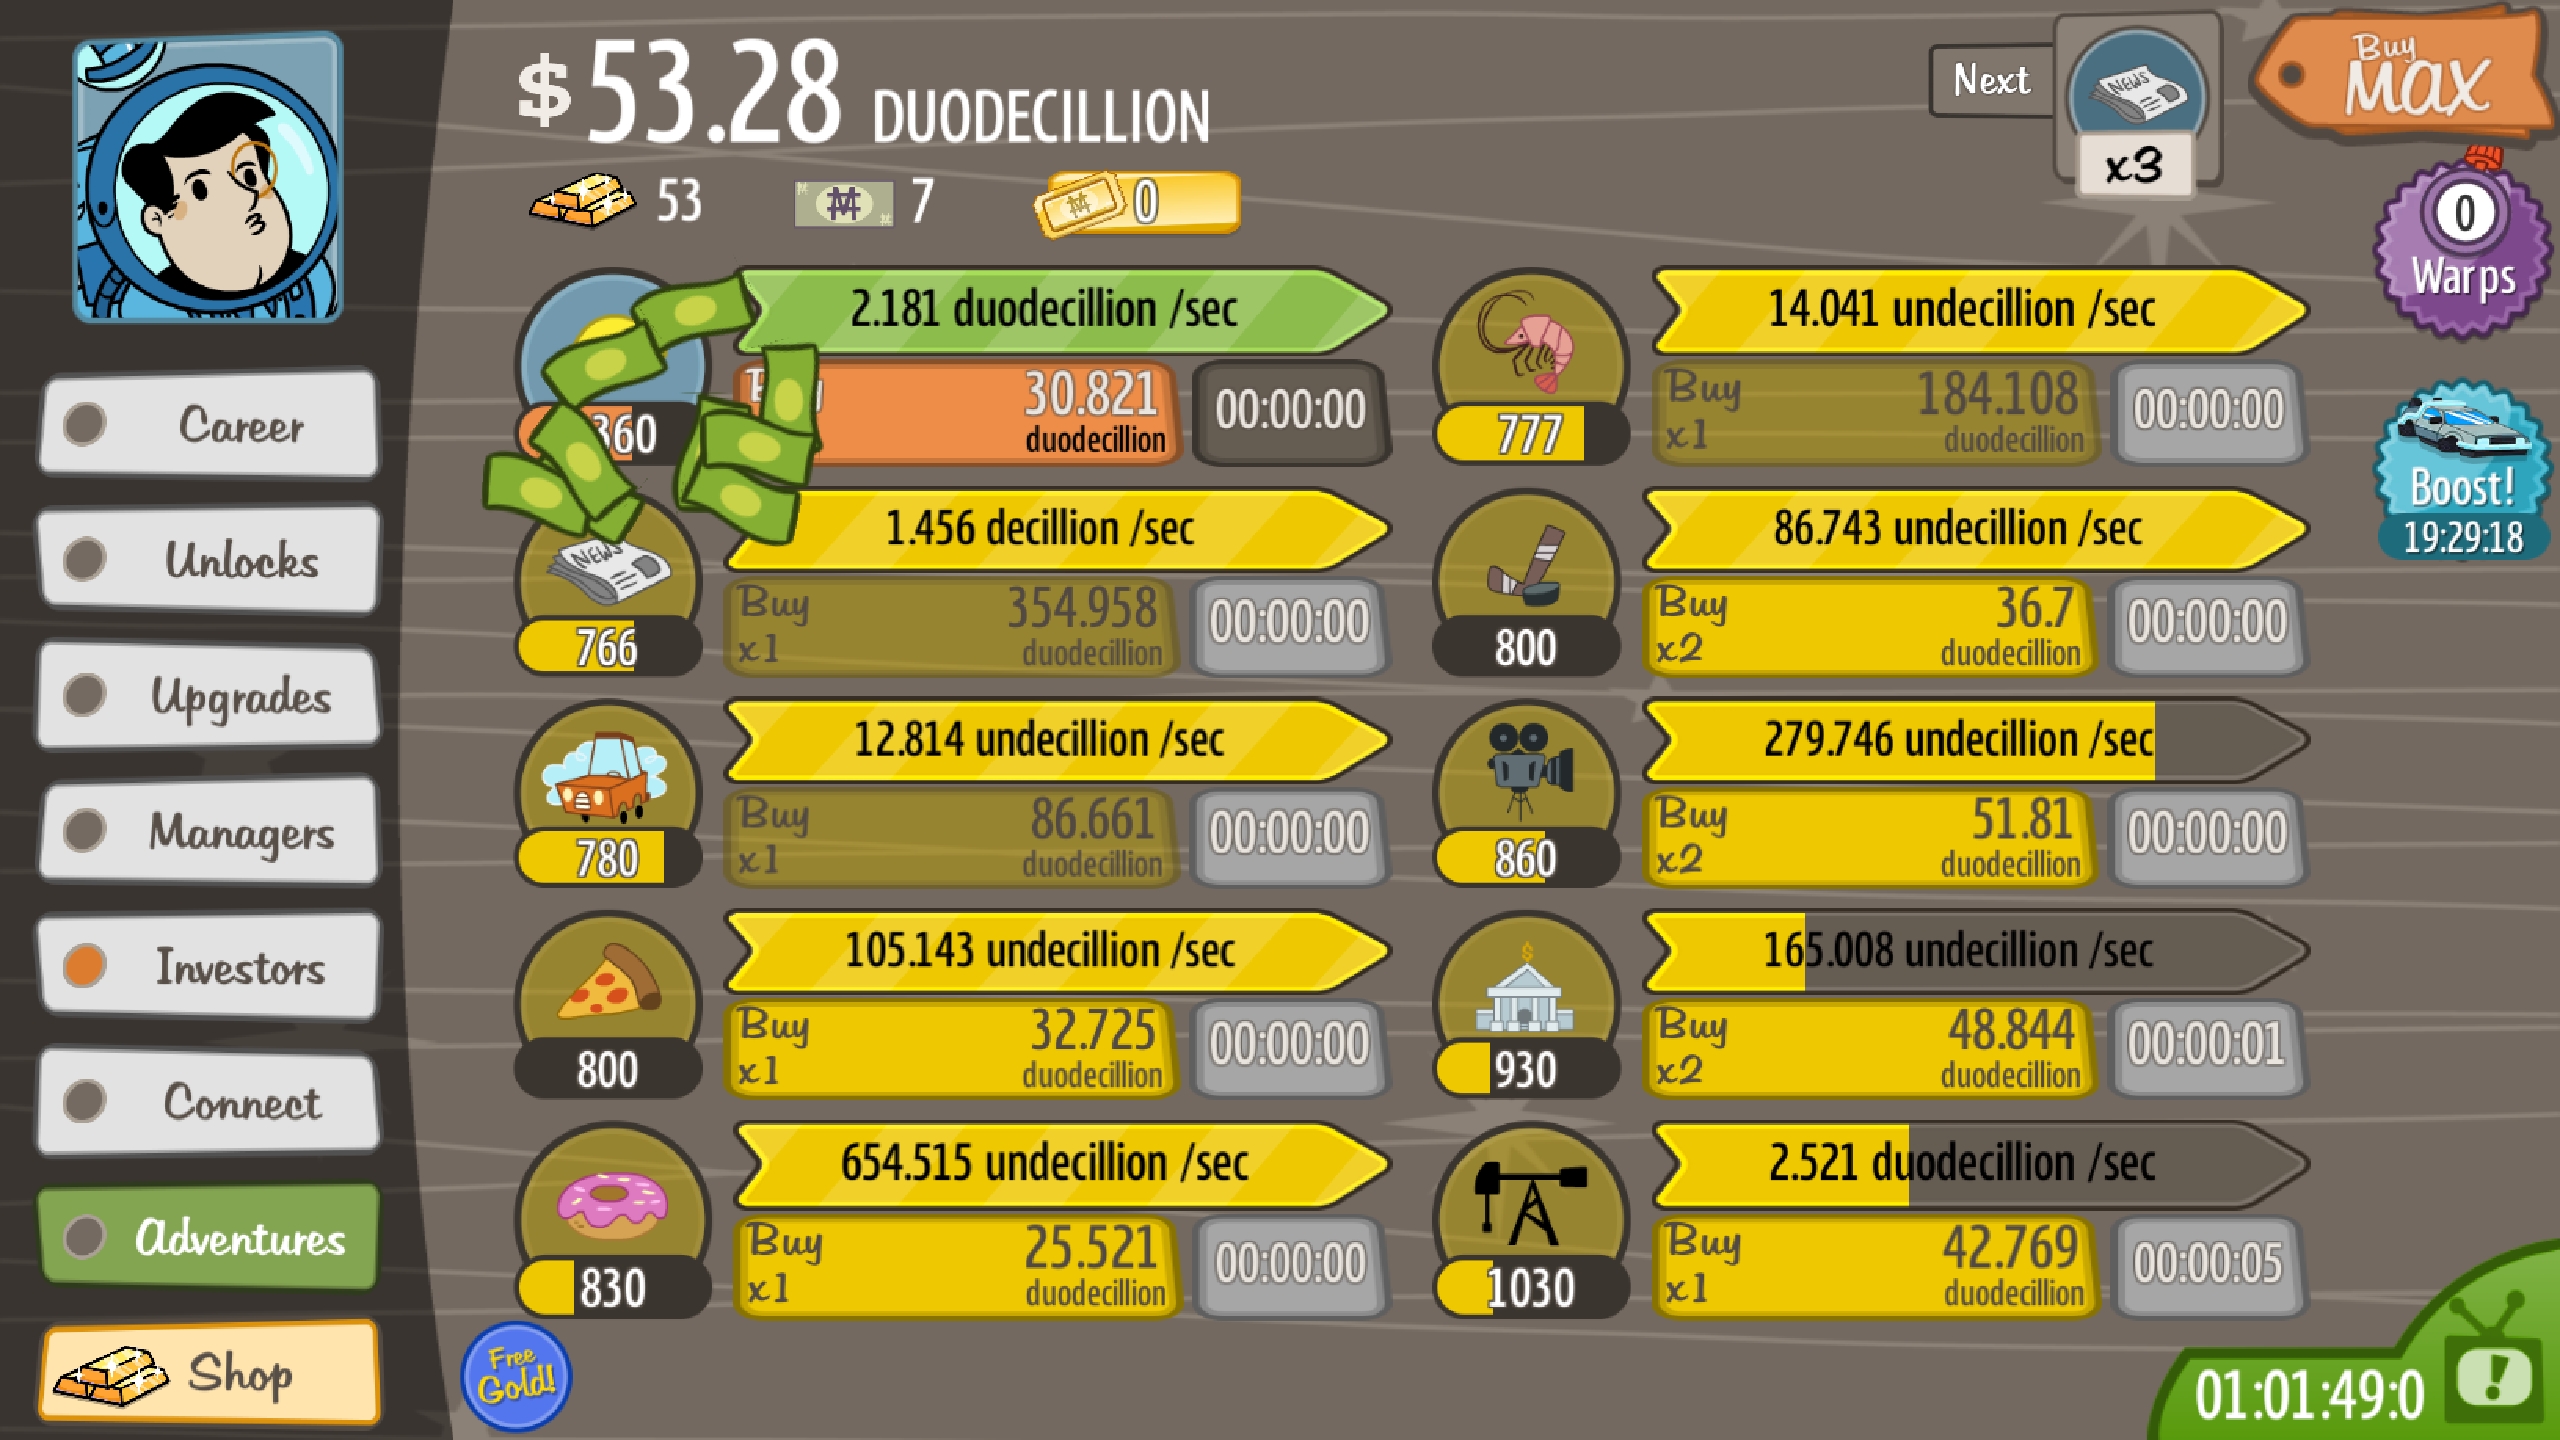 $53.28 DUODECILLION
Next
x3
Buy
MAX
53
7
0
0
Warps
Boost!
19:29:18
Career
Unlocks
Upgrades
Managers
Investors
Connect
Adventures
Shop
2.181 duodecillion /sec
30.821
duodecillion
00:00:00
360
14.041 undecillion /sec
777
Buy
x1
184.108
duodecillion
00:00:00
1.456 decillion /sec
NEWS
766
Buy
x1
354.958
duodecillion
00:00:00
86.743 undecillion /sec
800
Buy
x2
36.7
duodecillion
00:00:00
12.814 undecillion /sec
780
Buy
x1
86.661
duodecillion
00:00:00
279.746 undecillion /sec
860
Buy
x2
51.81
duodecillion
00:00:00
105.143 undecillion /sec
800
Buy
x1
32.725
duodecillion
00:00:00
165.008 undecillion /sec
930
Buy
x2
48.844
duodecillion
00:00:01
654.515 undecillion /sec
830
Buy
x1
25.521
duodecillion
00:00:00
2.521 duodecillion /sec
1030
Buy
x1
42.769
duodecillion
00:00:05
Free
Gold!
01:01:49:0